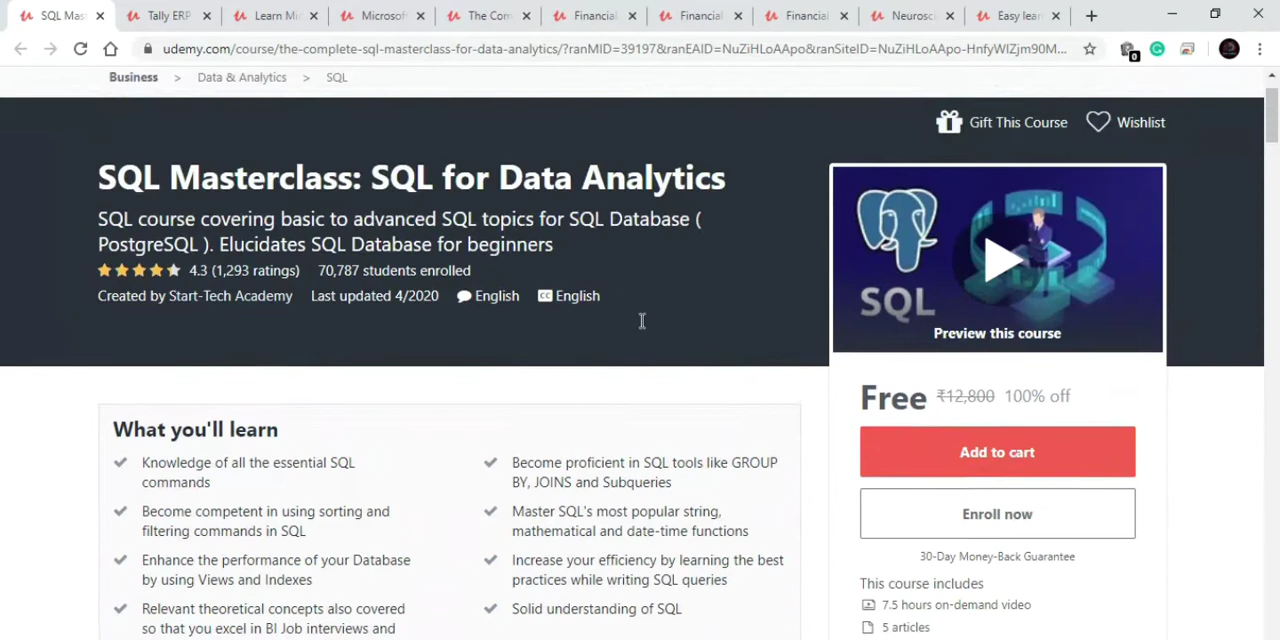 SQL Mas
Tally ERP
Learn Mi
Microsof
The Com
Financial
Financial
Financial
Neurosc
Easy lear
udemy.com/course/the-complete-sql-masterclass-for-data-analytics/?ranMID=39197&ranEAID=NuZiHLoAApo&ranSiteID=NuZiHLoAApo-HnfyWlZjm90M...
0
Business > Data & Analytics > SQL
Gift This Course Wishlist
SQL Masterclass: SQL for Data Analytics
SQL course covering basic to advanced SQL topics for SQL Database (
PostgreSQL ). Elucidates SQL Database for beginners
4.3 (1,293 ratings) 70,787 students enrolled
Created by Start-Tech Academy Last updated 4/2020 English CC English
SQL
Preview this course
Free ₹12,800 100% off
Add to cart
Enroll now
30-Day Money-Back Guarantee
This course includes
7.5 hours on-demand video
5 articles
What you'll learn
Knowledge of all the essential SQL
commands
Become competent in using sorting and
filtering commands in SQL
Enhance the performance of your Database
by using Views and Indexes
Relevant theoretical concepts also covered
so that you excel in BI Job interviews and
Become proficient in SQL tools like GROUP
BY, JOINS and Subqueries
Master SQL's most popular string,
mathematical and date-time functions
Increase your efficiency by learning the best
practices while writing SQL queries
Solid understanding of SQL